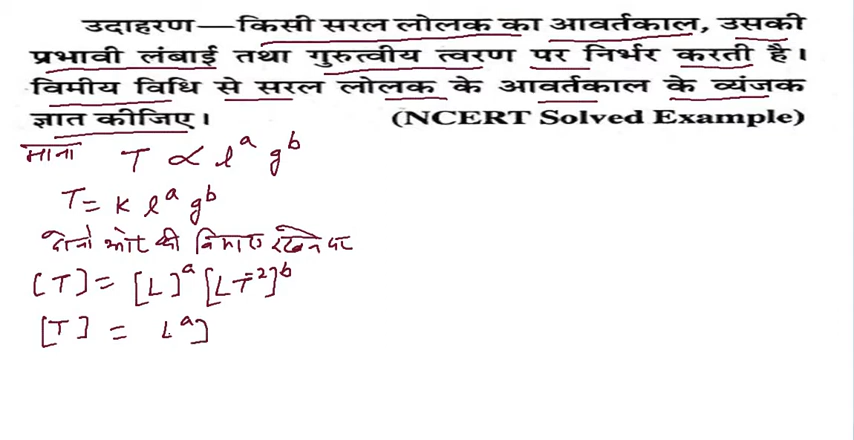 उदाहरण—किसी सरल लोलक का आवर्तकाल, उसकी
प्रभावी लंबाई तथा गुरुत्वीय त्वरण पर निर्भर करती है।
विमीय विधि से सरल लोलक के आवर्तकाल के व्यंजक
ज्ञात कीजिए। (NCERT Solved Example)
माना T ∝ l^a g^b
T = K l^a g^b
दोनों की विमाए रखने पर
[T] = [L]^a [LT^-2]^b
[T] = L^a]